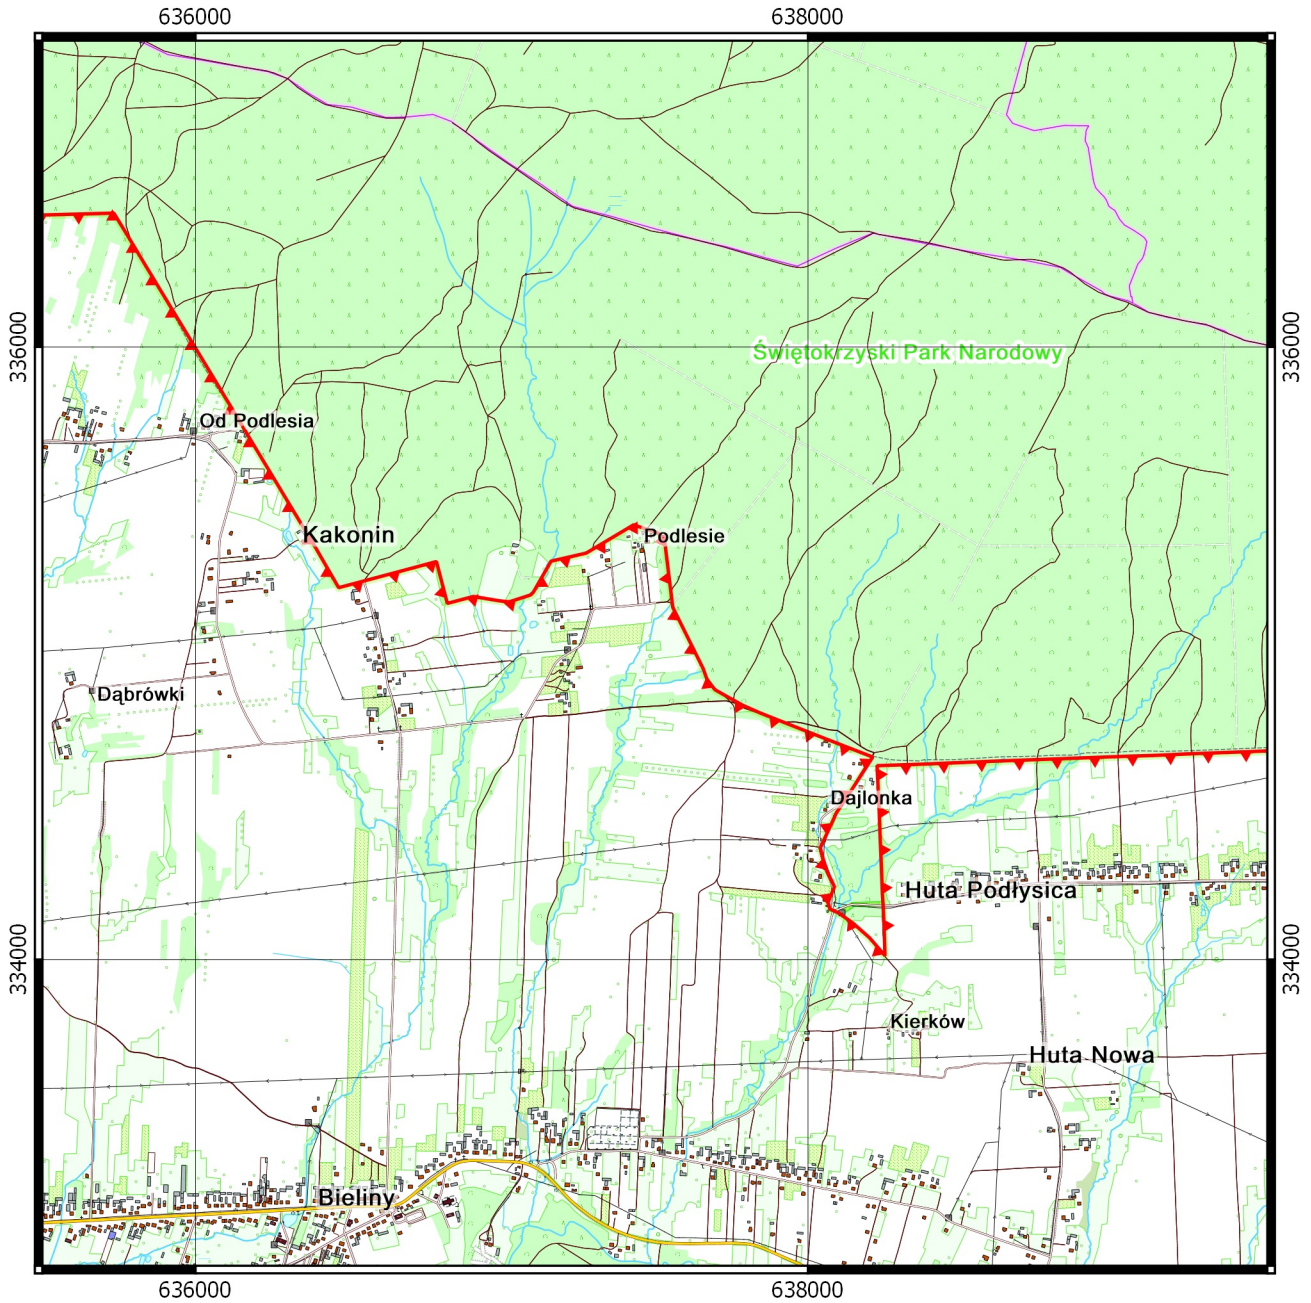 636000
638000
336000
336000
Świętokrzyski Park Narodowy
Od Podlesia
Kakonin
Podlesie
Dąbrówki
Dajlonka
Huta Podłysica
334000
334000
Kierków
Huta Nowa
Bieliny
636000
638000